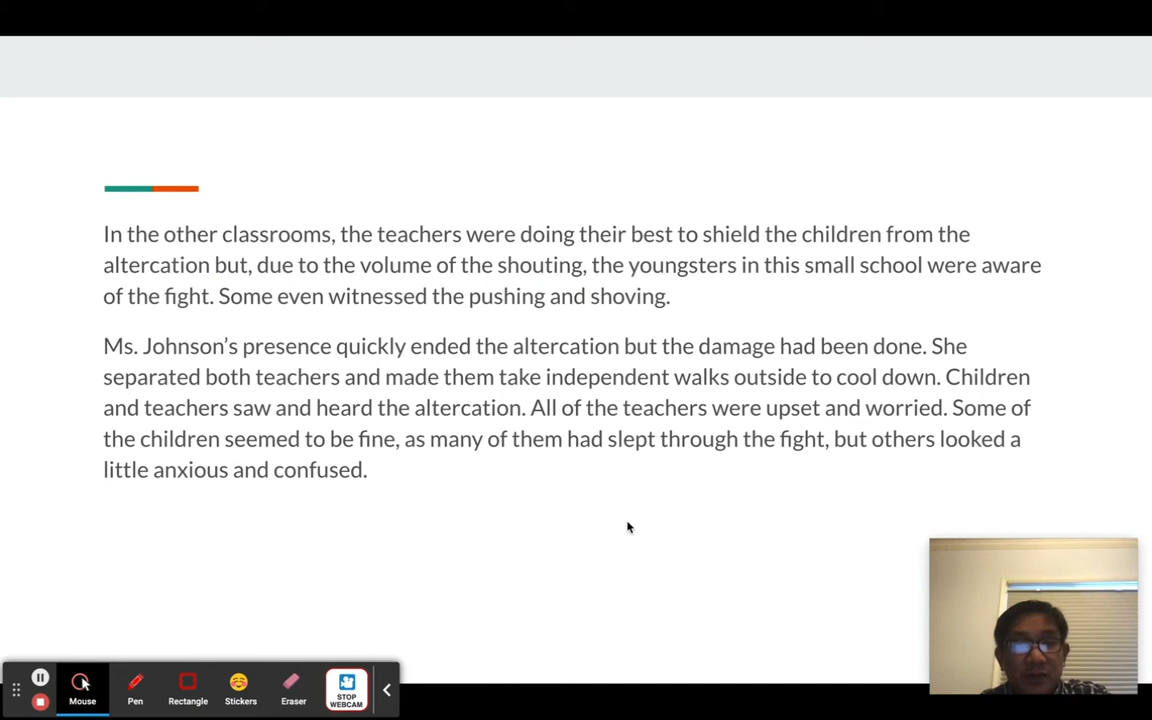 In the other classrooms, the teachers were doing their best to shield the children from the
altercation but, due to the volume of the shouting, the youngsters in this small school were aware
of the fight. Some even witnessed the pushing and shoving.
Ms. Johnson’s presence quickly ended the altercation but the damage had been done. She
separated both teachers and made them take independent walks outside to cool down. Children
and teachers saw and heard the altercation. All of the teachers were upset and worried. Some of
the children seemed to be fine, as many of them had slept through the fight, but others looked a
little anxious and confused.
Mouse
Pen
Rectangle
Stickers
Eraser
STOP
WEBCAM